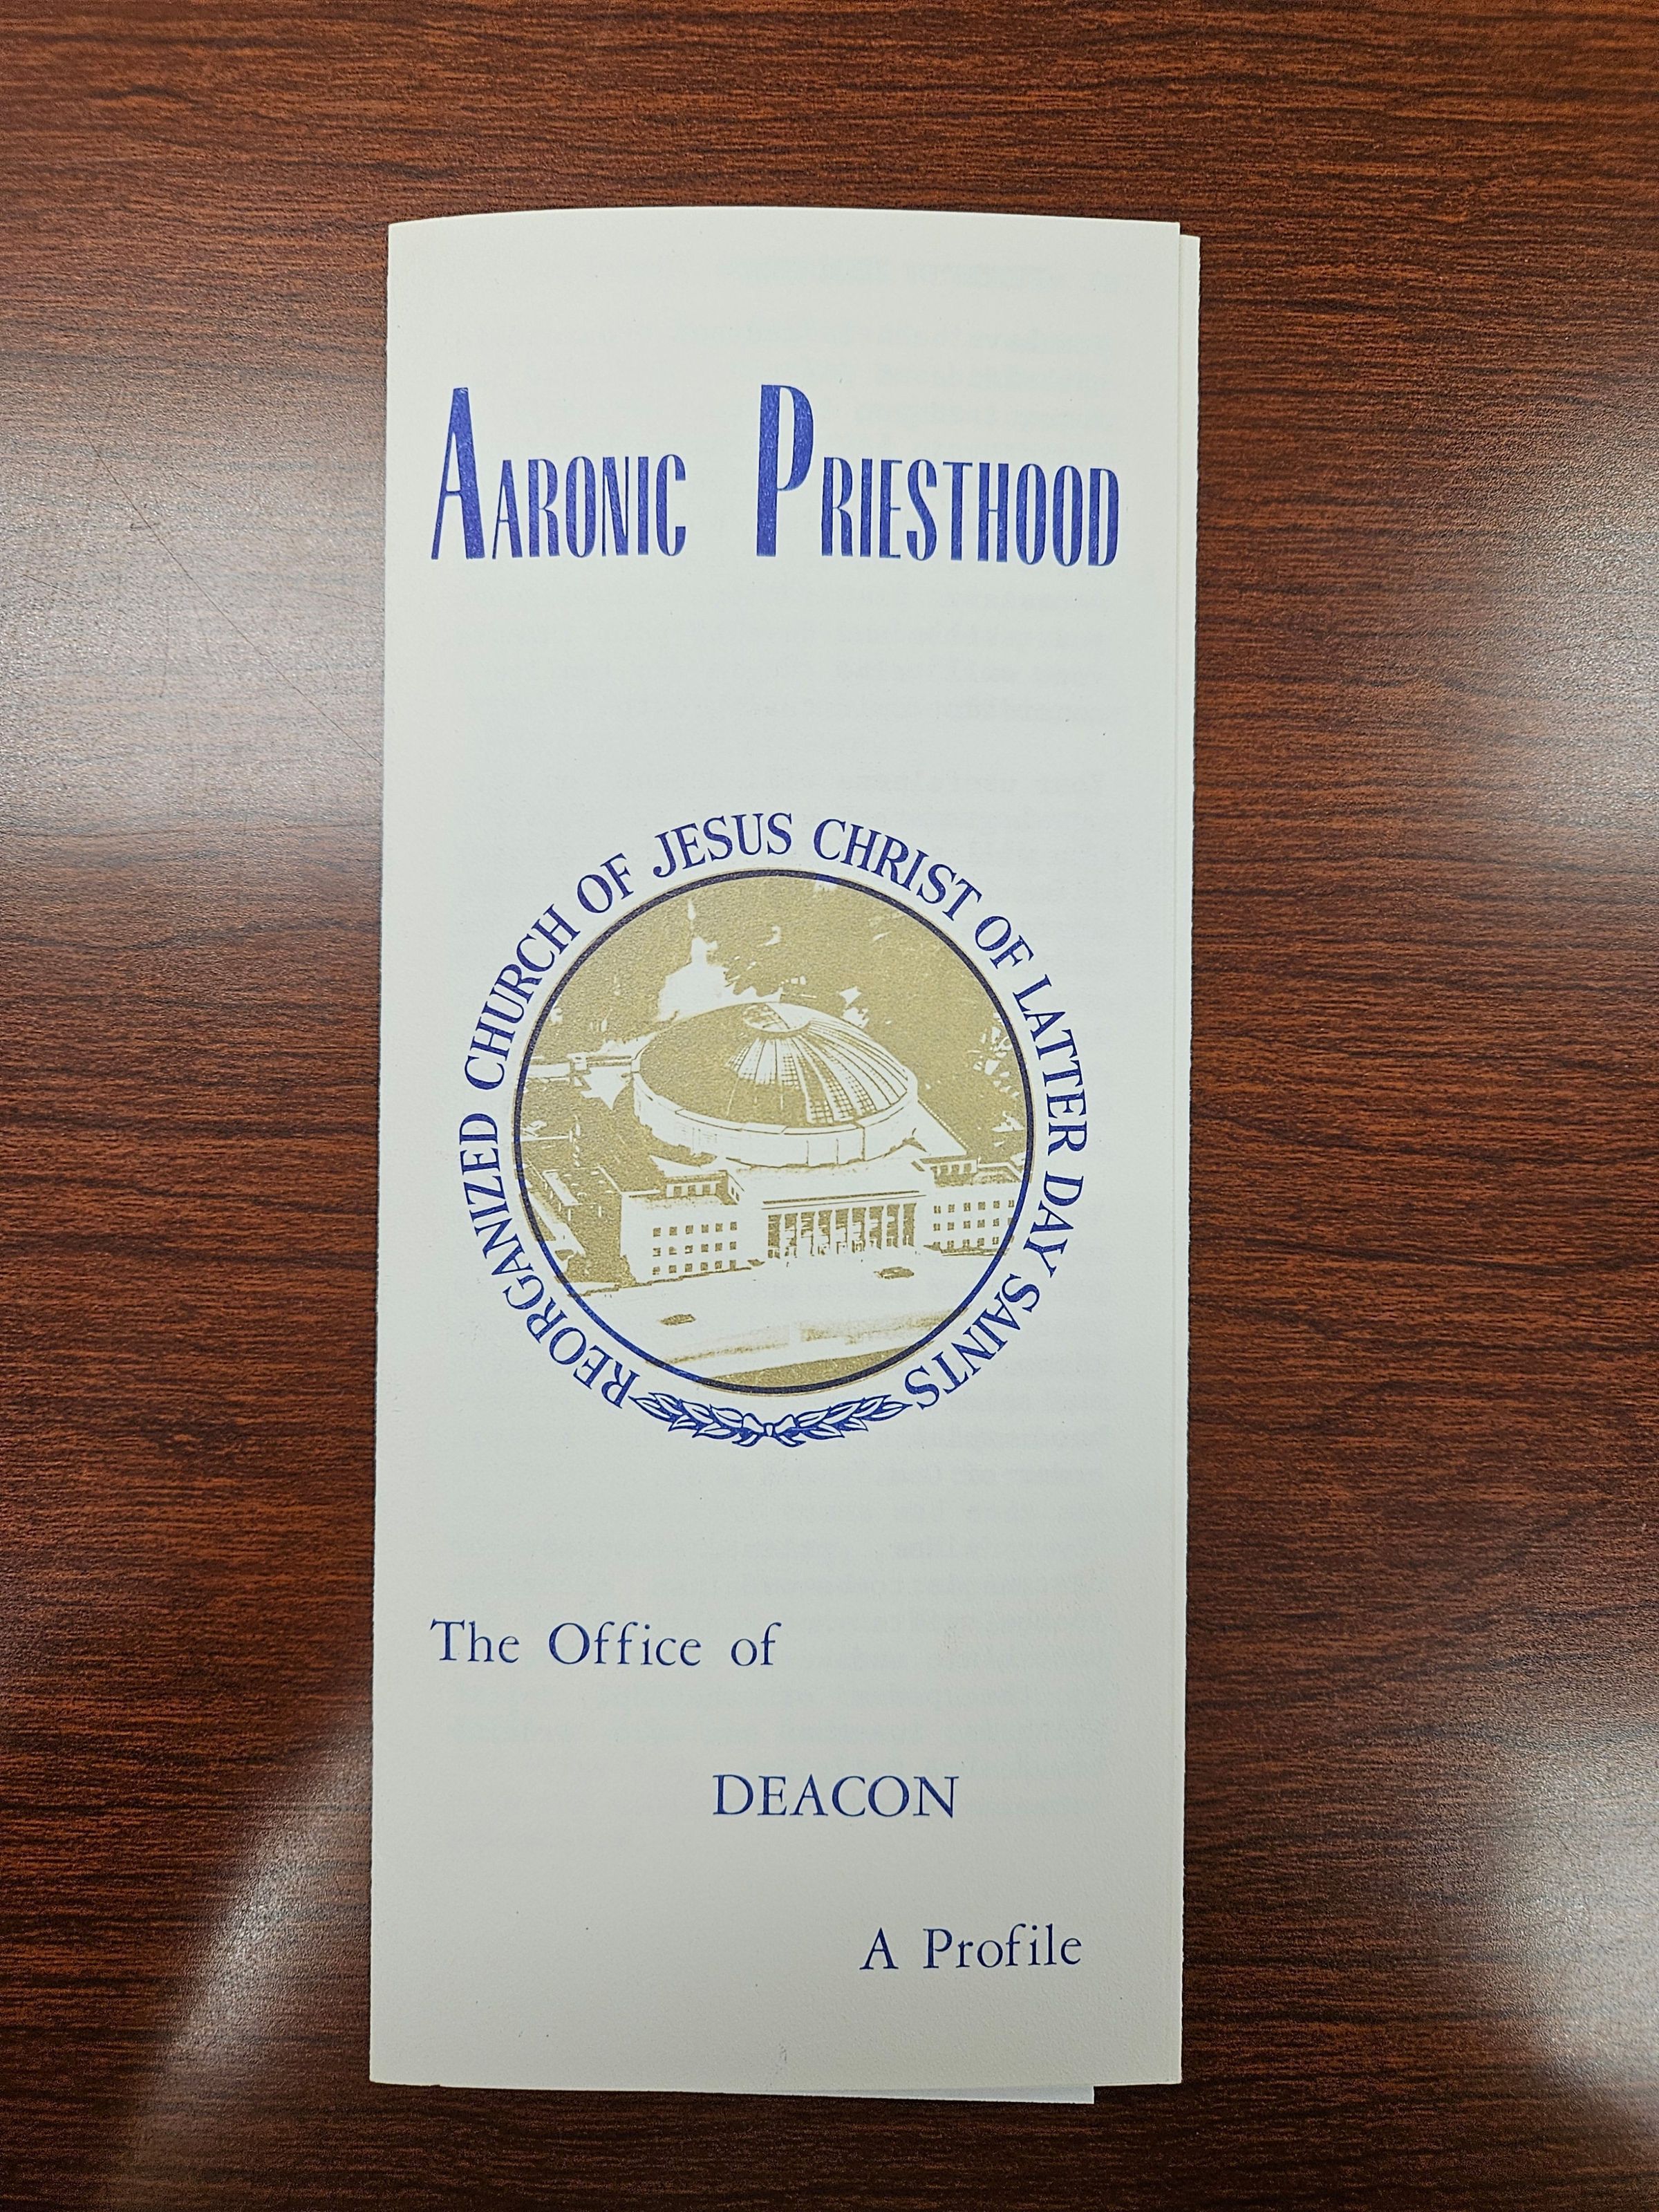 AARONIC PRIESTHOOD
REORGANIZED CHURCH OF JESUS CHRIST OF LATTER DAY SAINTS
The Office of
DEACON
A Profile